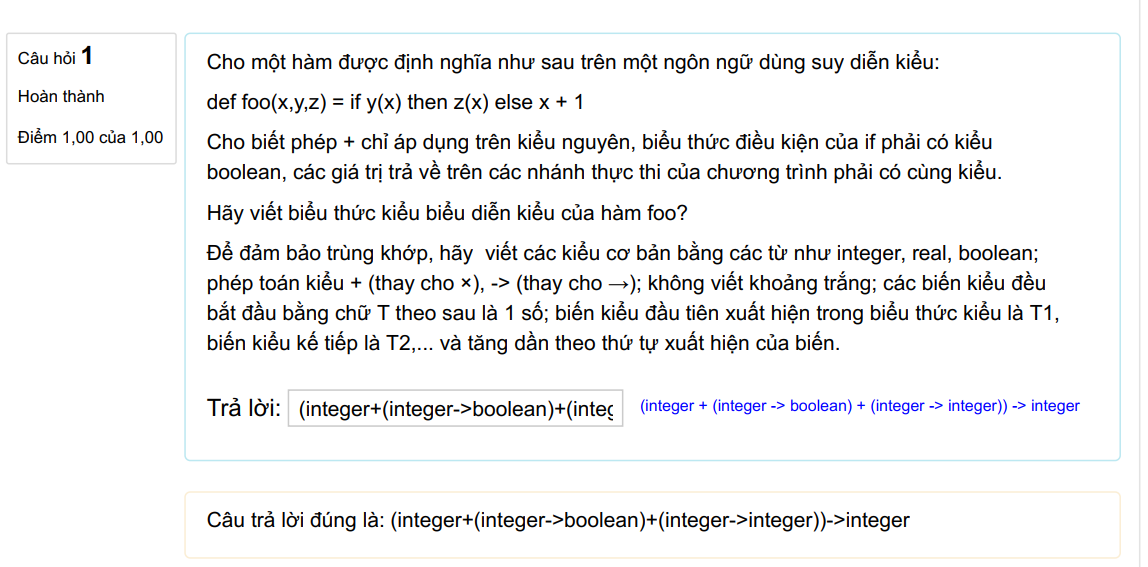 Câu hỏi 1
Hoàn thành
Điểm 1,00 của 1,00
Cho một hàm được định nghĩa như sau trên một ngôn ngữ dùng suy diễn kiểu:
def foo(x,y,z) = if y(x) then z(x) else x + 1
Cho biết phép + chỉ áp dụng trên kiểu nguyên, biểu thức điều kiện của if phải có kiểu
boolean, các giá trị trả về trên các nhánh thực thi của chương trình phải có cùng kiểu.
Hãy viết biểu thức kiểu biểu diễn kiểu của hàm foo?
Để đảm bảo trùng khớp, hãy viết các kiểu cơ bản bằng các từ như integer, real, boolean;
phép toán kiểu + (thay cho ×), -> (thay cho →); không viết khoảng trắng; các biến kiểu đều
bắt đầu bằng chữ T theo sau là 1 số; biến kiểu đầu tiên xuất hiện trong biểu thức kiểu là T1,
biến kiểu kế tiếp là T2,... và tăng dần theo thứ tự xuất hiện của biến.
Trả lời: (integer+(integer->boolean)+(integ (integer + (integer -> boolean) + (integer -> integer)) -> integer
Câu trả lời đúng là: (integer+(integer->boolean)+(integer->integer))->integer